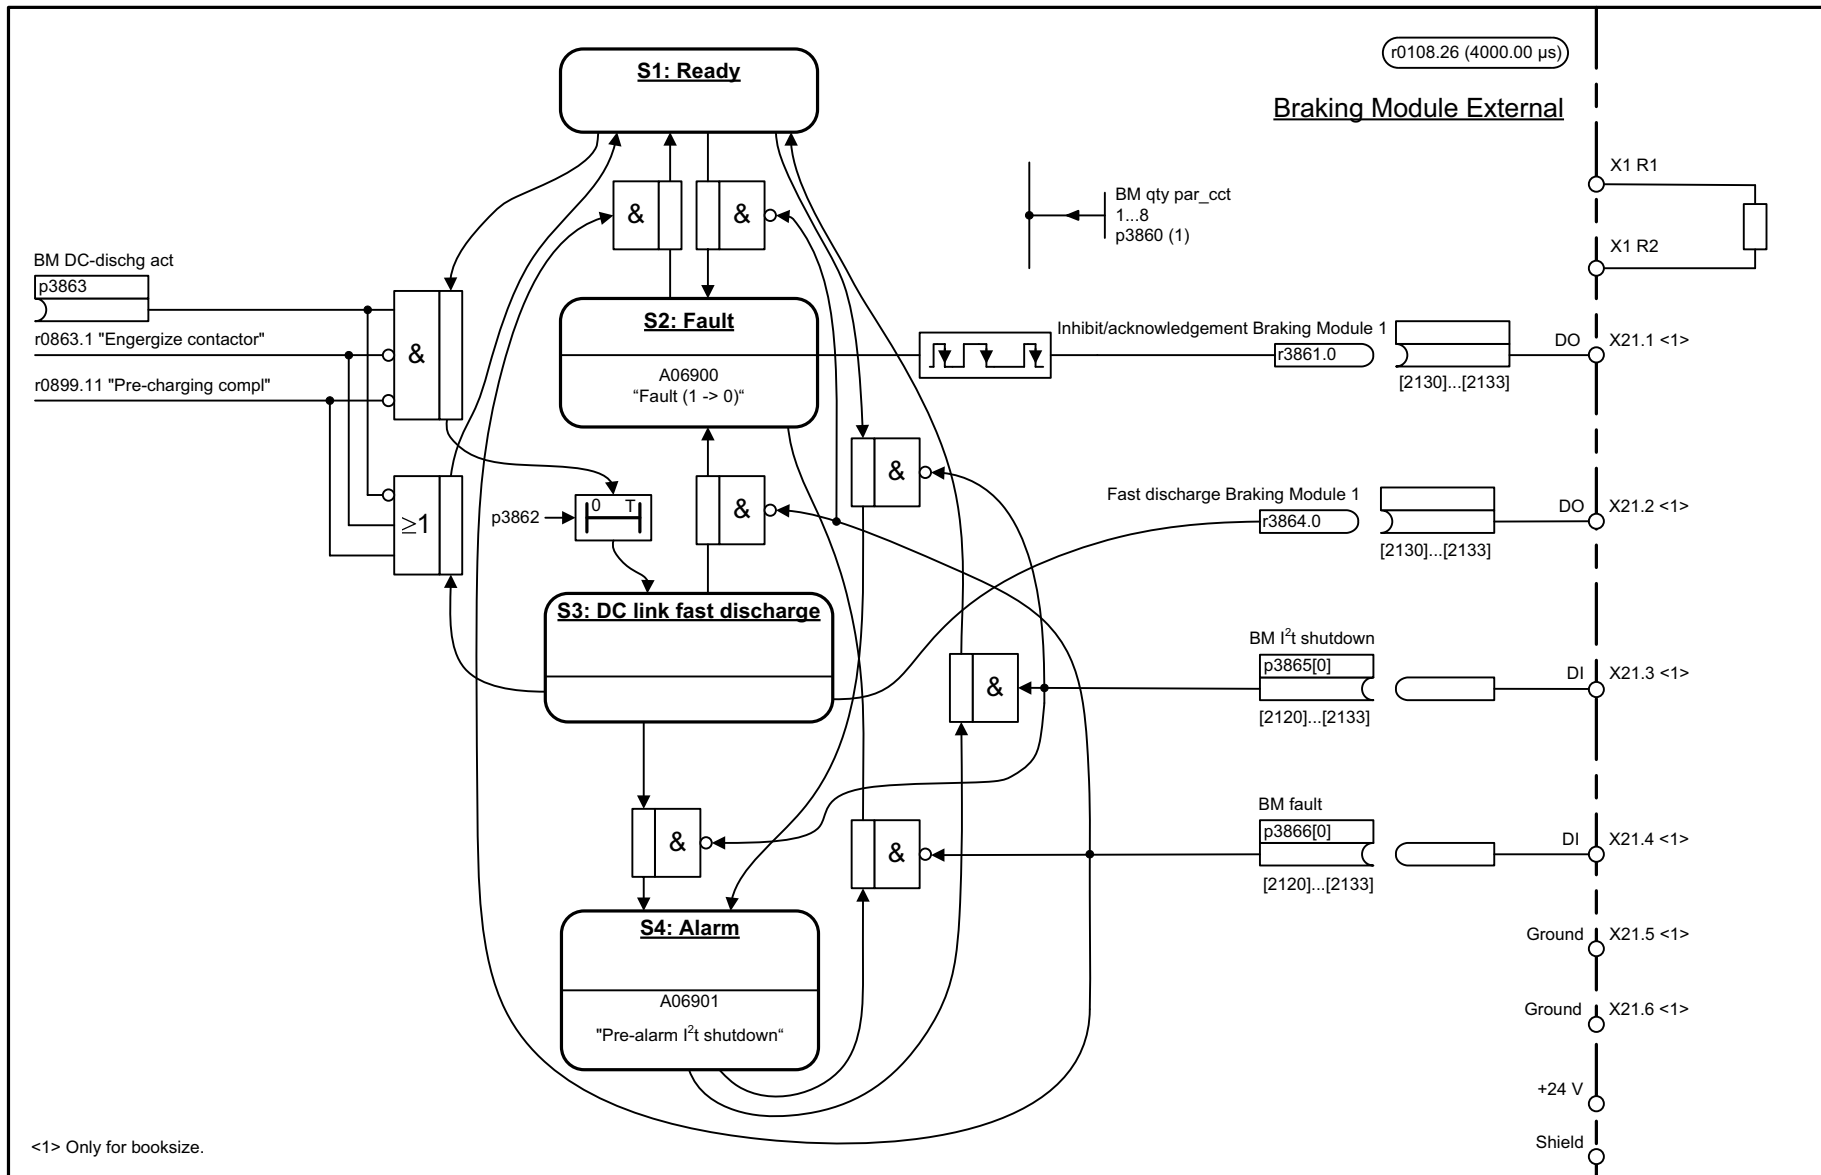 S1: Ready
r0108.26 (4000.00 µs)
Braking Module External
X1 R1
&
&
BM qty par_cct
1...8
p3860 (1)
X1 R2
BM DC-dischg act
p3863
r0863.1 "Engergize contactor"
&
r0899.11 "Pre-charging compl"
S2: Fault
A06900
“Fault (1 -> 0)“
Inhibit/acknowledgement Braking Module 1
r3861.0
[2130]...[2133]
DO
X21.1 <1>
&
≥1
p3862
0 T
&
Fast discharge Braking Module 1
r3864.0
[2130]...[2133]
DO
X21.2 <1>
S3: DC link fast discharge
&
BM I²t shutdown
p3865[0]
[2120]...[2133]
DI
X21.3 <1>
&
&
BM fault
p3866[0]
[2120]...[2133]
DI
X21.4 <1>
S4: Alarm
A06901
"Pre-alarm I²t shutdown“
Ground
X21.5 <1>
Ground
X21.6 <1>
+24 V
Shield
<1> Only for booksize.